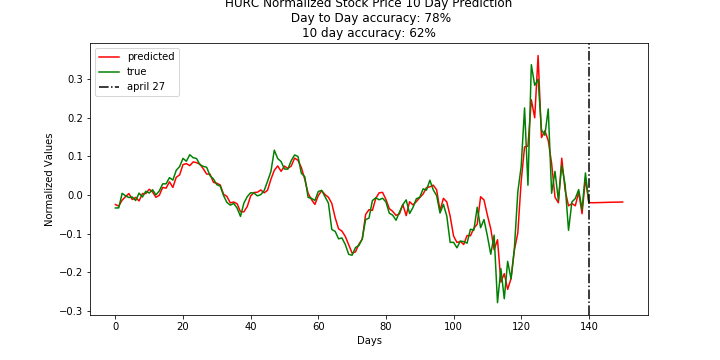 HURC Normalized Stock Price 10 Day Prediction
Day to Day accuracy: 78%
10 day accuracy: 62%
predicted
true
april 27
Normalized Values
0.3
0.2
0.1
0.0
−0.1
−0.2
−0.3
0 20 40 60 80 100 120 140
Days